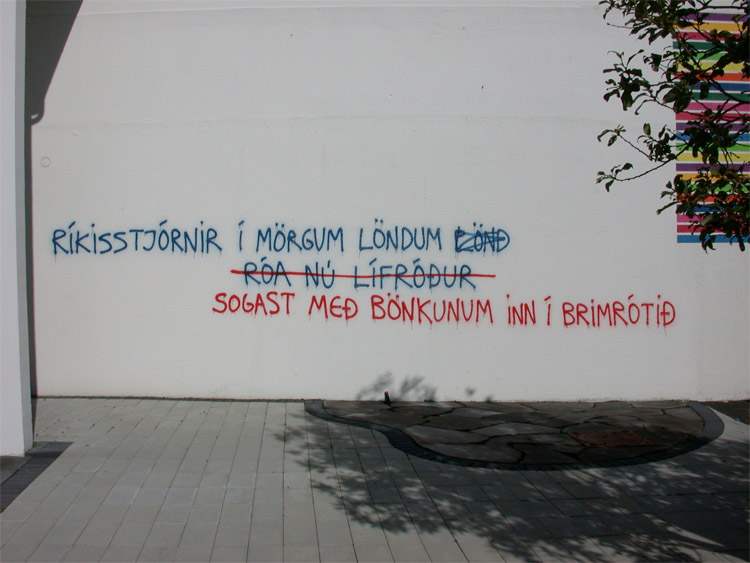 RÍKISSTJÓRNIR Í MÖRGUM LÖNDUM LÖND
RÓA NÚ LÍFRÓÐUR
SOGAST MEÐ BÖNKUNUM INN Í BRIMRÓTIÐ